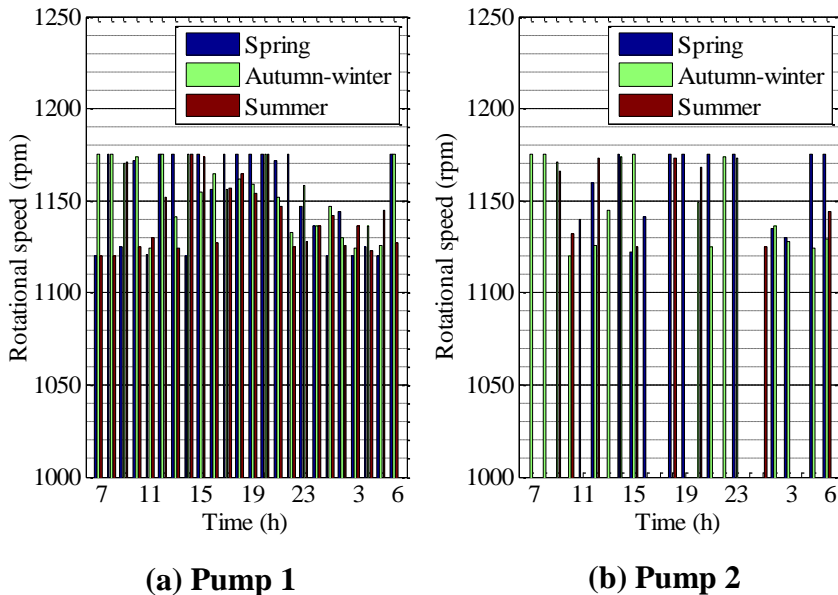 1250
1200
1150
1100
1050
1000
Rotational speed (rpm)
Spring
Autumn-winter
Summer
7 11 15 19 23 3 6
Time (h)
(a) Pump 1
1250
1200
1150
1100
1050
1000
Rotational speed (rpm)
Spring
Autumn-winter
Summer
7 11 15 19 23 3 6
Time (h)
(b) Pump 2